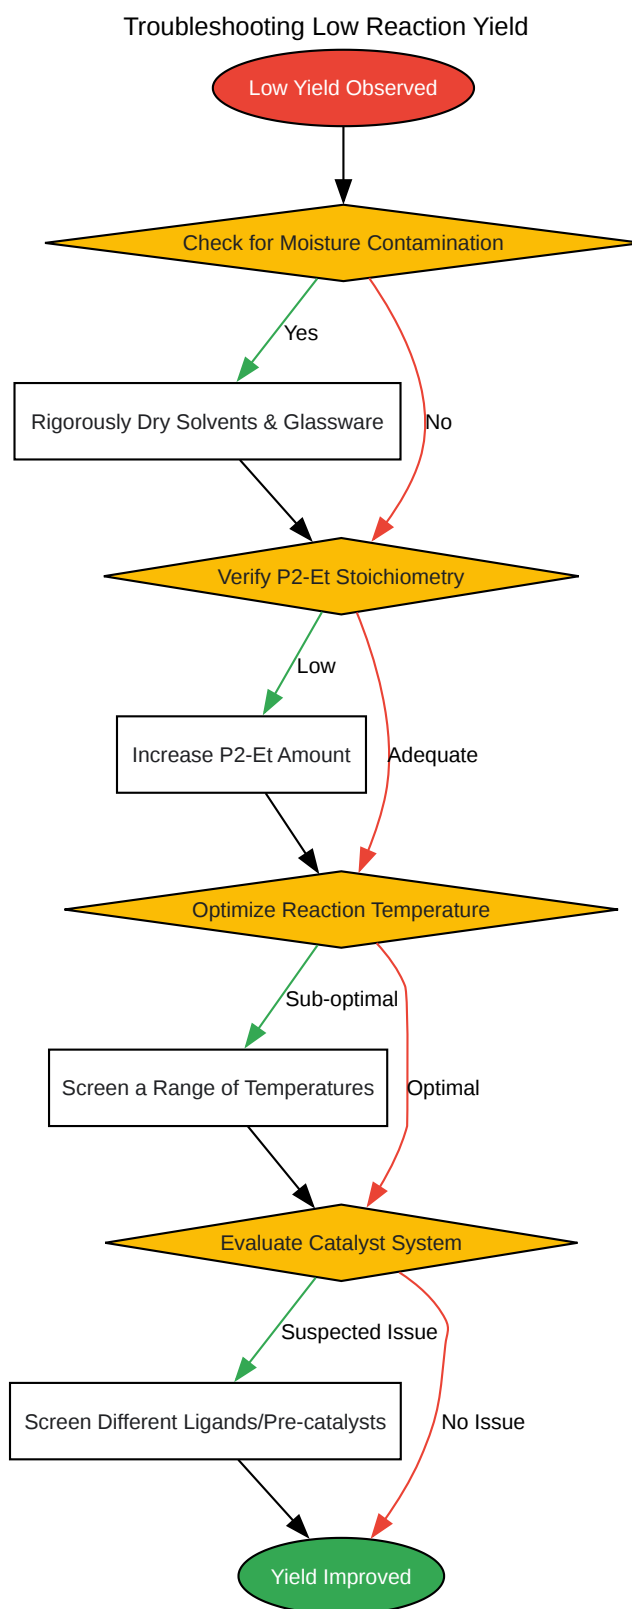 Troubleshooting Low Reaction Yield
Low Yield Observed
Check for Moisture Contamination
Yes
Rigorously Dry Solvents & Glassware
No
Verify P2-Et Stoichiometry
Low
Increase P2-Et Amount
Adequate
Optimize Reaction Temperature
Sub-optimal
Screen a Range of Temperatures
Optimal
Evaluate Catalyst System
Suspected Issue
Screen Different Ligands/Pre-catalysts
No Issue
Yield Improved